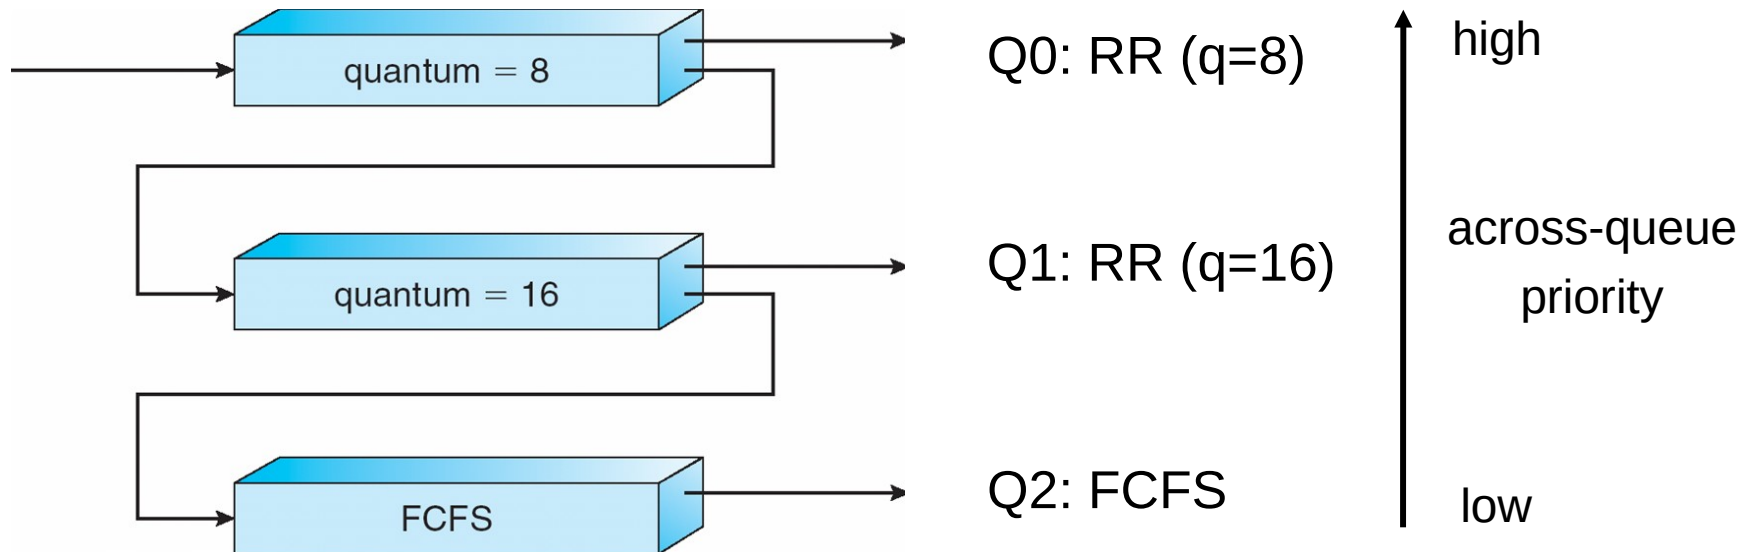 quantum = 8
Q0: RR (q=8)
high
quantum = 16
Q1: RR (q=16)
across-queue
priority
FCFS
Q2: FCFS
low